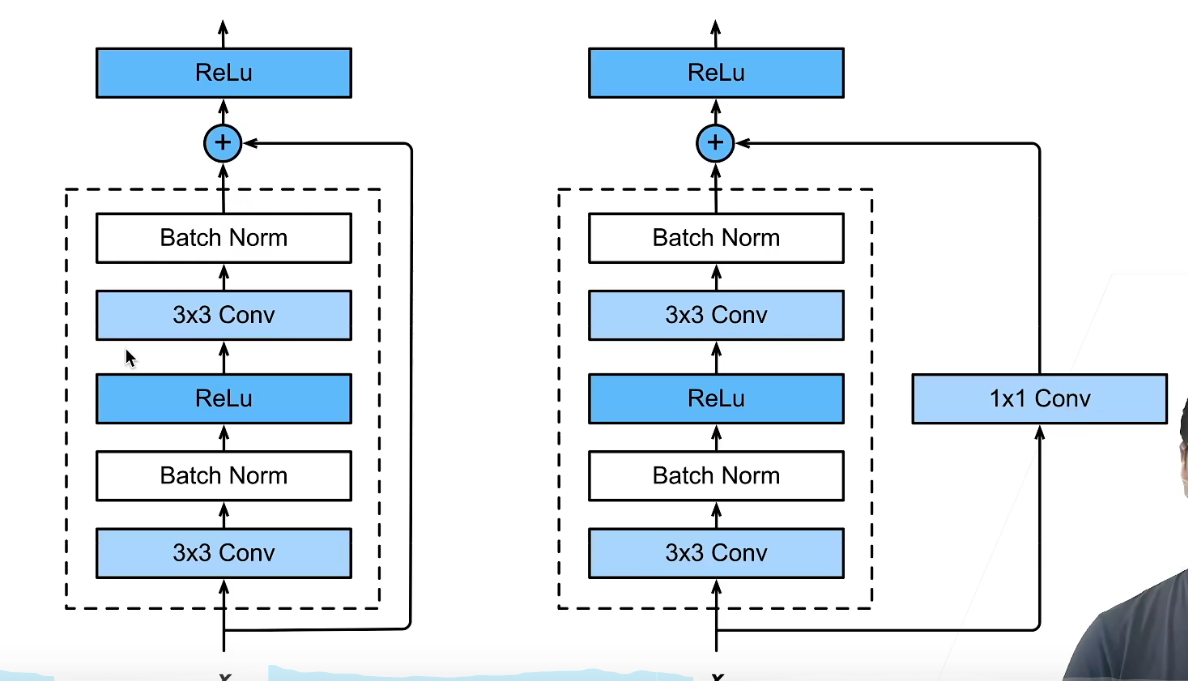 ReLu
+
Batch Norm
3x3 Conv
ReLu
Batch Norm
3x3 Conv
x
ReLu
+
Batch Norm
3x3 Conv
ReLu
Batch Norm
3x3 Conv
1x1 Conv
x